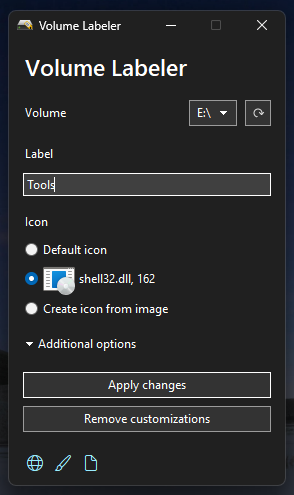 Volume Labeler
Volume Labeler
Volume E:\
Label
Tools
Icon
Default icon
shell32.dll, 162
Create icon from image
Additional options
Apply changes
Remove customizations